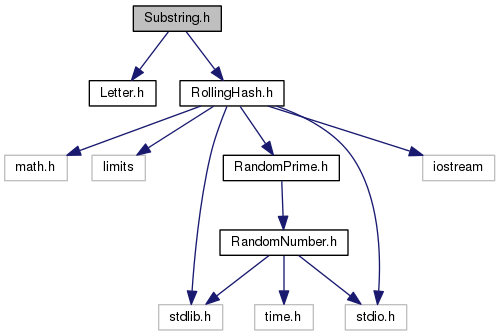 Substring.h
Letter.h
RollingHash.h
math.h
limits
RandomPrime.h
iostream
RandomNumber.h
stdlib.h
time.h
stdio.h